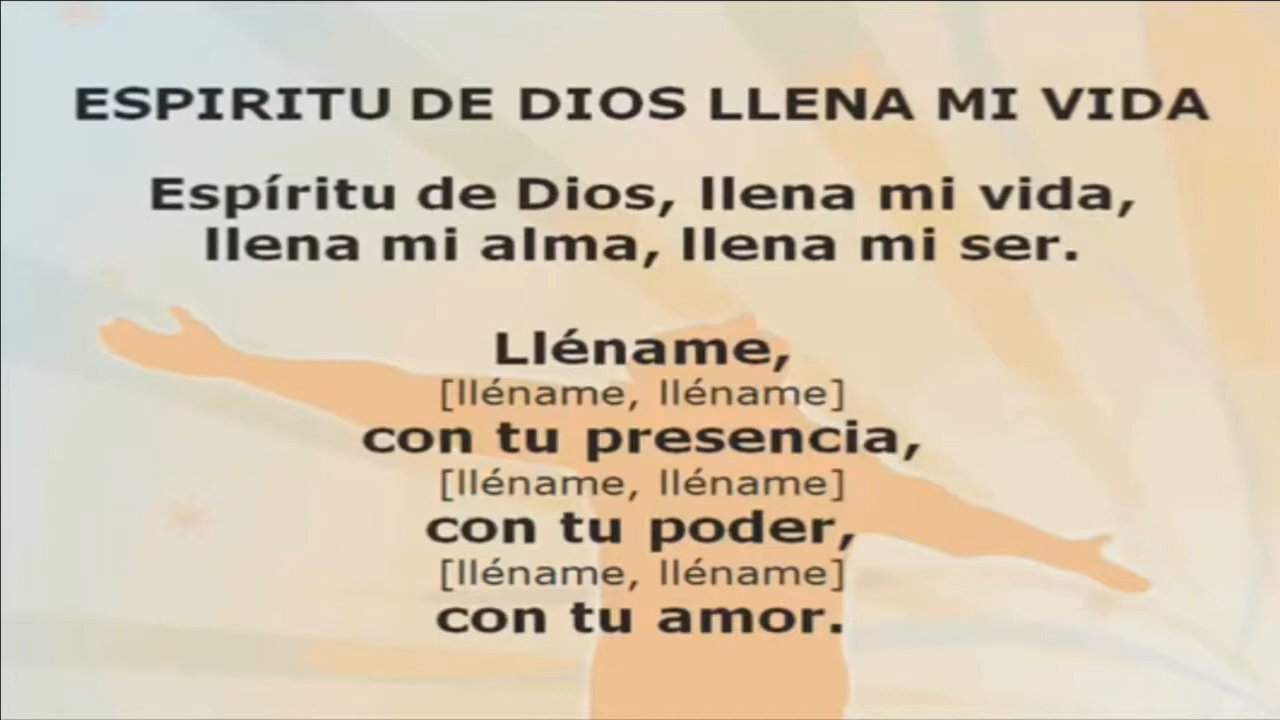 ESPIRITU DE DIOS LLENA MI VIDA
Espíritu de Dios, llena mi vida,
llena mi alma, llena mi ser.
Lléname,
[lléname, lléname]
con tu presencia,
[lléname, lléname]
con tu poder,
[lléname, lléname]
con tu amor.